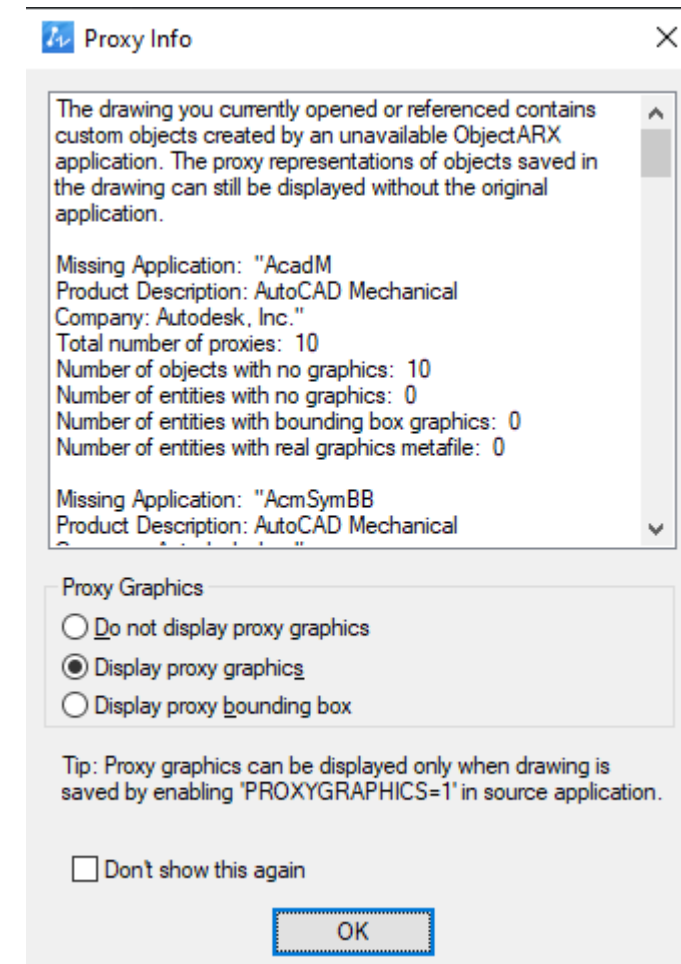 Proxy Info
The drawing you currently opened or referenced contains
custom objects created by an unavailable ObjectARX
application. The proxy representations of objects saved in
the drawing can still be displayed without the original
application.
Missing Application:  "AcadM
Product Description: AutoCAD Mechanical
Company: Autodesk, Inc."
Total number of proxies:  10
Number of objects with no graphics:  10
Number of entities with no graphics:  0
Number of entities with bounding box graphics:  0
Number of entities with real graphics metafile:  0
Missing Application:  "AcmSymBB
Product Description: AutoCAD Mechanical
Proxy Graphics
Do not display proxy graphics
Display proxy graphics
Display proxy bounding box
Tip: Proxy graphics can be displayed only when drawing is
saved by enabling 'PROXYGRAPHICS=1' in source application.
Don't show this again
OK